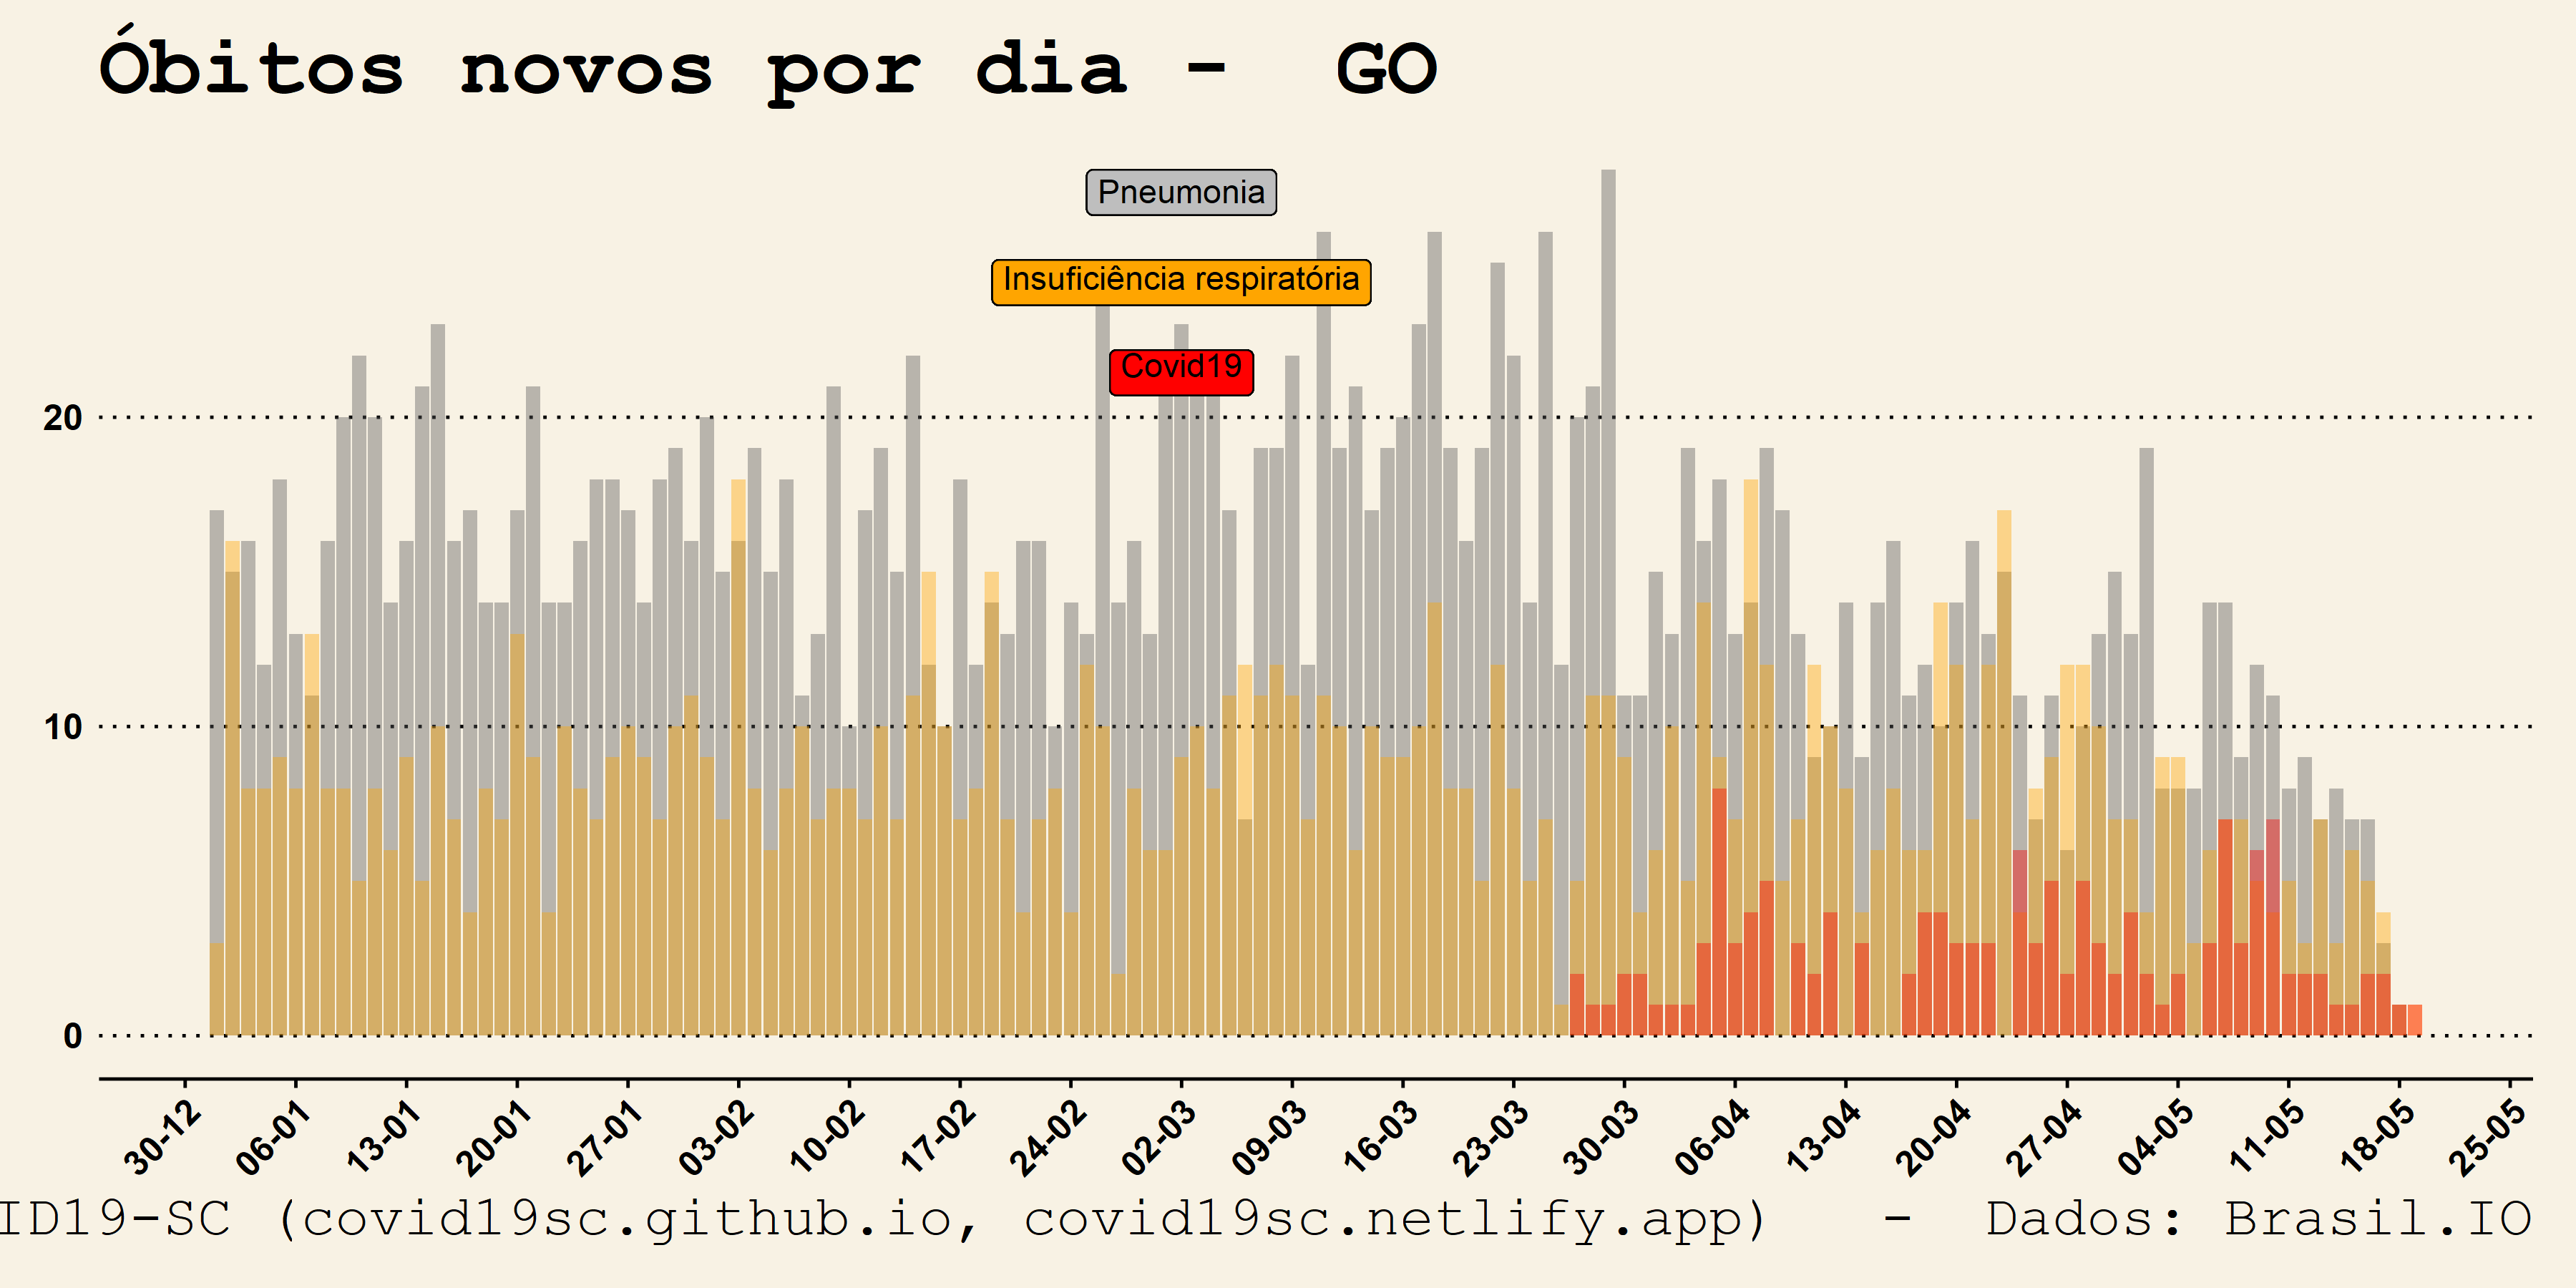 Óbitos novos por dia -  GO
Pneumonia
Insuficiência respiratória
Covid19
20
10
0
30-12 06-01 13-01 20-01 27-01 03-02 10-02 17-02 24-02 02-03 09-03 16-03 23-03 30-03 06-04 13-04 20-04 27-04 04-05 11-05 18-05 25-05
ID19-SC (covid19sc.github.io, covid19sc.netlify.app)  -  Dados: Brasil.IO